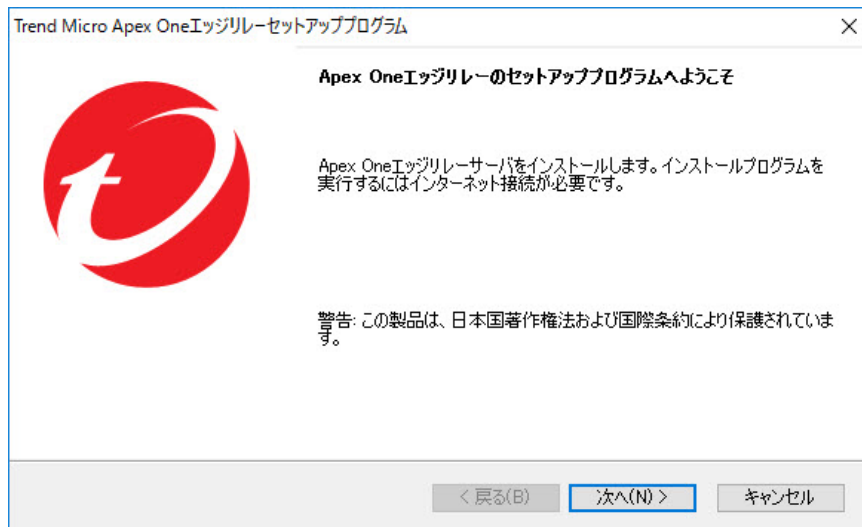 Trend Micro Apex Oneエッジリレーセットアッププログラム
Apex Oneエッジリレーのセットアッププログラムへようこそ
Apex Oneエッジリレーサーバをインストールします。インストールプログラムを
実行するにはインターネット接続が必要です。
警告: この製品は、日本国著作権法および国際条約により保護されていま
す。
< 戻る(B)
次へ(N) >
キャンセル